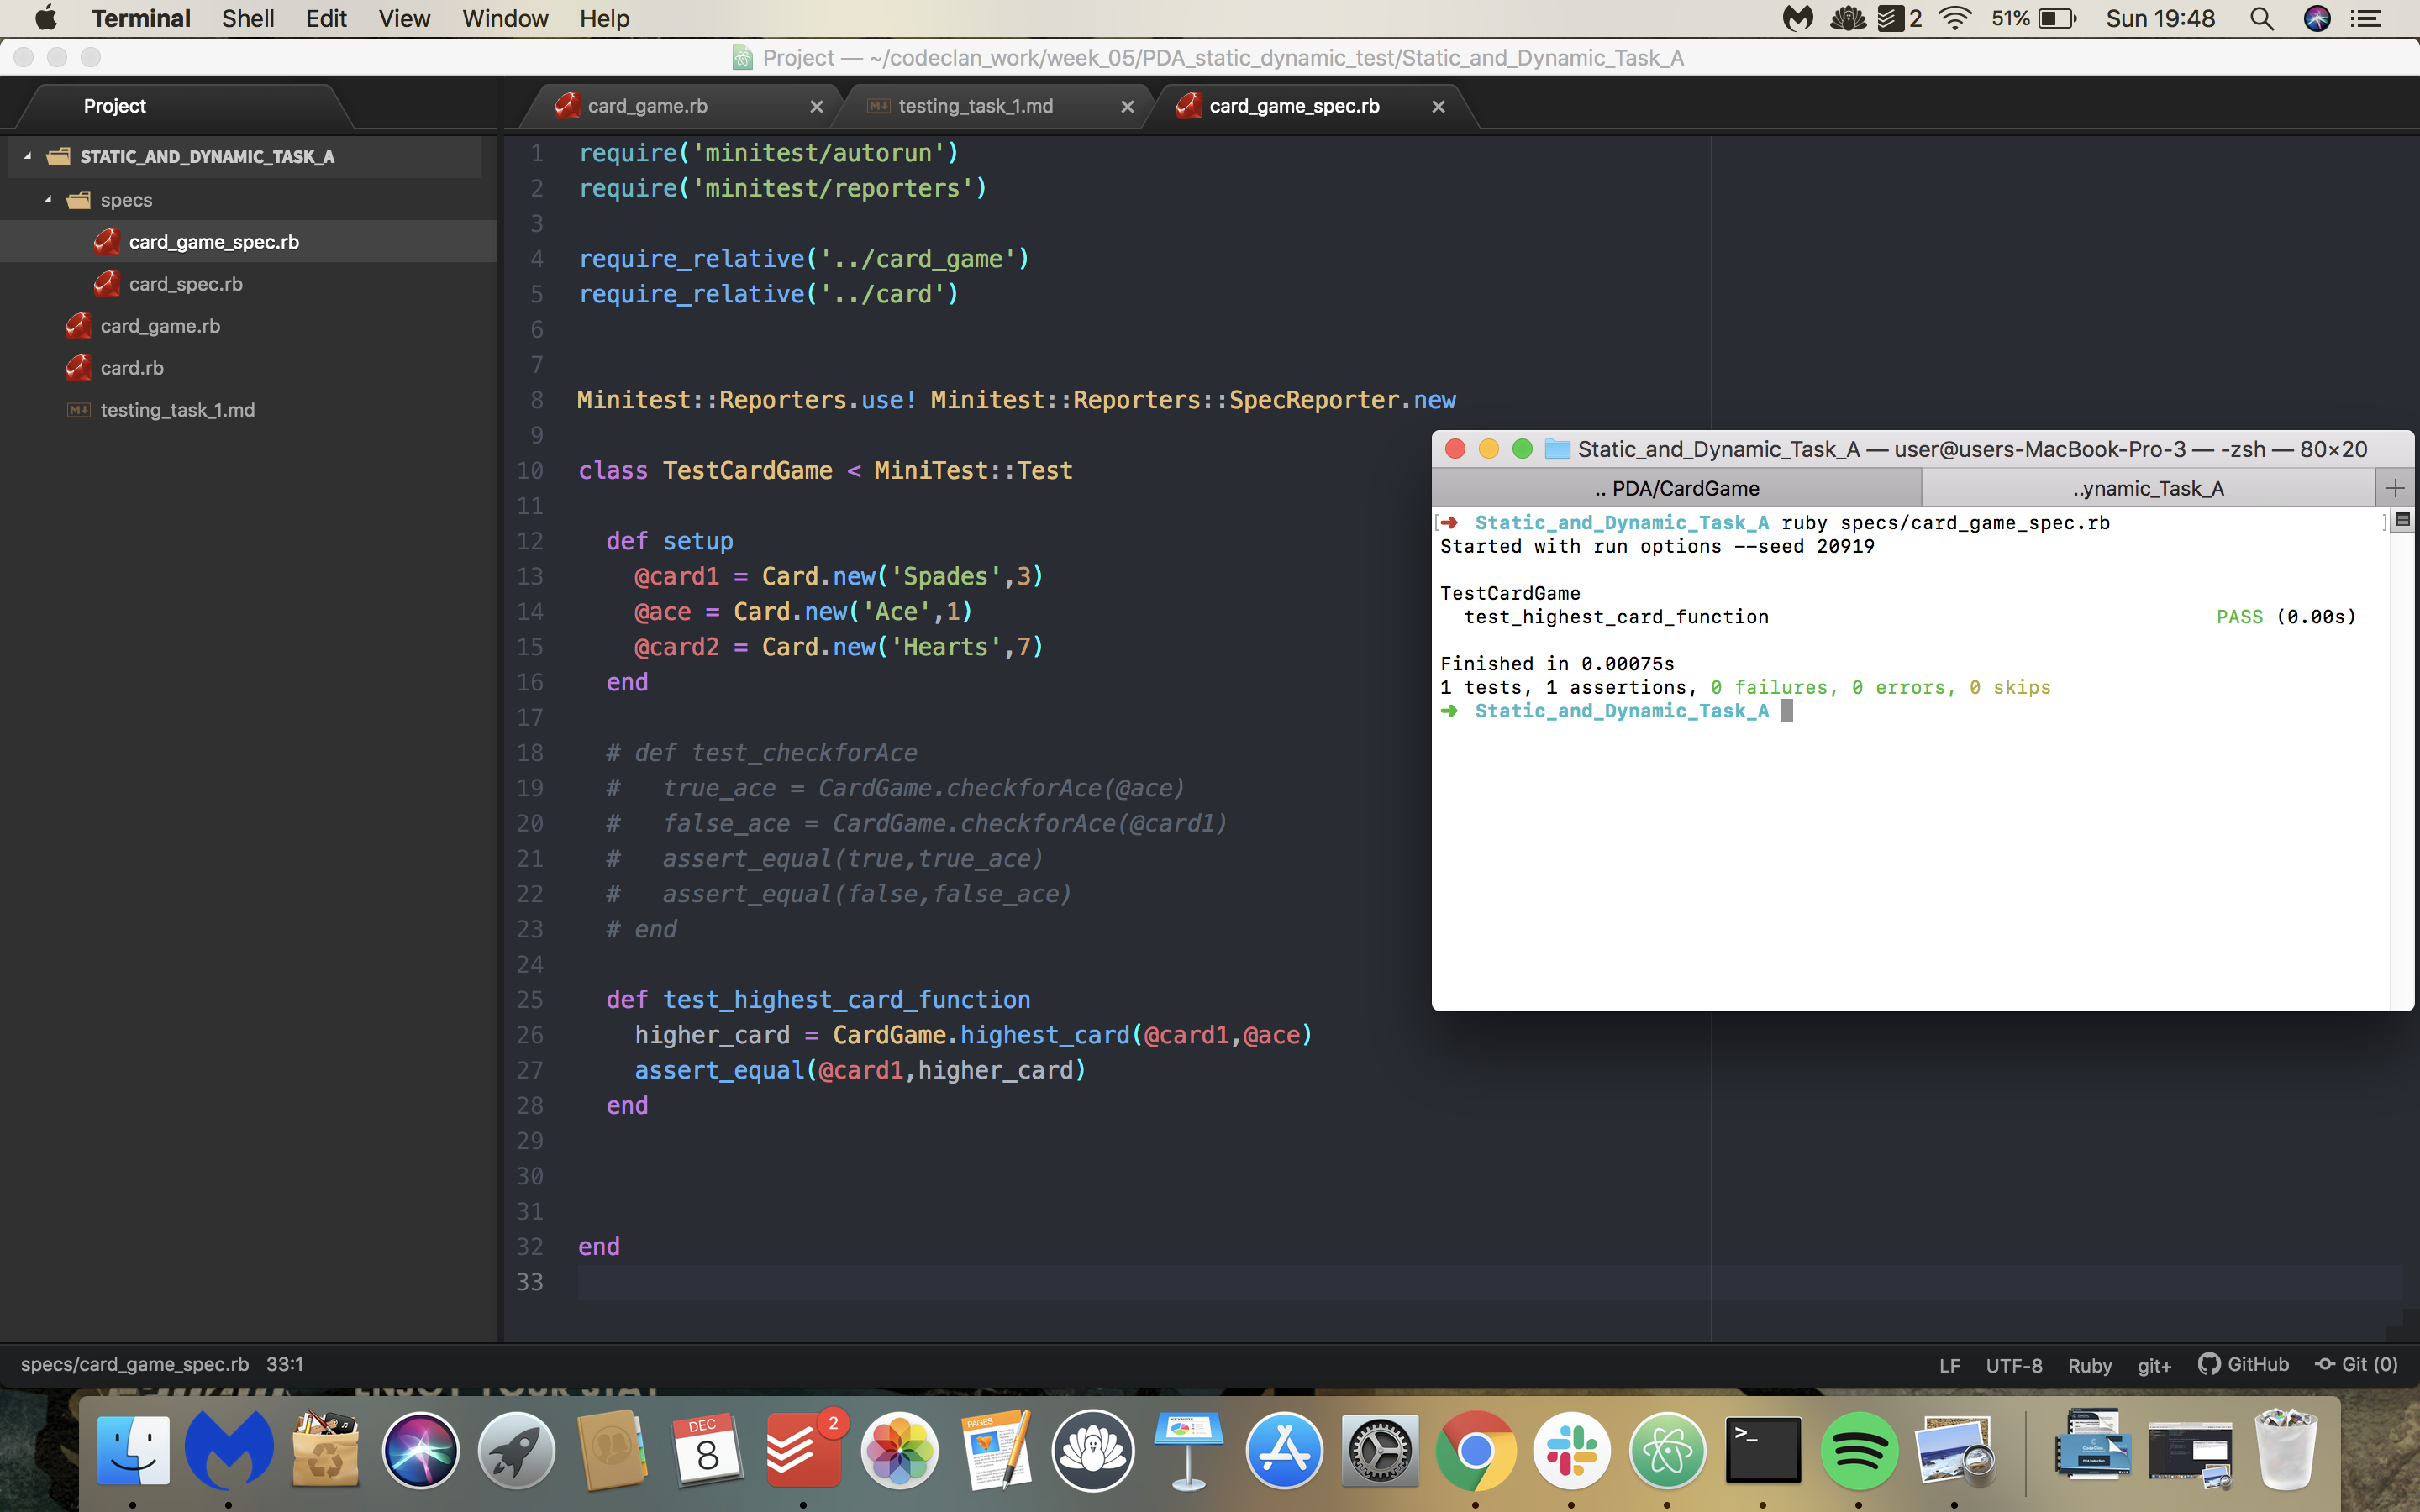 Terminal Shell Edit View Window Help 2 51% Sun 19:48
Project — ~/codeclan_work/week_05/PDA_static_dynamic_test/Static_and_Dynamic_Task_A
Project
card_game.rb
testing_task_1.md
card_game_spec.rb
STATIC_AND_DYNAMIC_TASK_A
specs
card_game_spec.rb
card_spec.rb
card_game.rb
card.rb
testing_task_1.md
1 require('minitest/autorun')
2 require('minitest/reporters')
3
4 require_relative('../card_game')
5 require_relative('../card')
6
7
8 Minitest::Reporters.use! Minitest::Reporters::SpecReporter.new
9
10 class TestCardGame < MiniTest::Test
11
12 def setup
13 @card1 = Card.new('Spades',3)
14 @ace = Card.new('Ace',1)
15 @card2 = Card.new('Hearts',7)
16 end
17
18 # def test_checkforAce
19 # true_ace = CardGame.checkforAce(@ace)
20 # false_ace = CardGame.checkforAce(@card1)
21 # assert_equal(true,true_ace)
22 # assert_equal(false,false_ace)
23 # end
24
25 def test_highest_card_function
26 higher_card = CardGame.highest_card(@card1,@ace)
27 assert_equal(@card1,higher_card)
28 end
29
30
31
32 end
33
Static_and_Dynamic_Task_A — user@users-MacBook-Pro-3 — -zsh — 80×20
.. PDA/CardGame
..ynamic_Task_A
[➜ Static_and_Dynamic_Task_A ruby specs/card_game_spec.rb ]
Started with run options --seed 20919
TestCardGame
test_highest_card_function PASS (0.00s)
Finished in 0.00075s
1 tests, 1 assertions, 0 failures, 0 errors, 0 skips
➜ Static_and_Dynamic_Task_A
specs/card_game_spec.rb 33:1
LF UTF-8 Ruby git+ GitHub Git (0)
ENJOY YOUR STAY
DEC
8
2
PAGES
KEYNOTE
>_